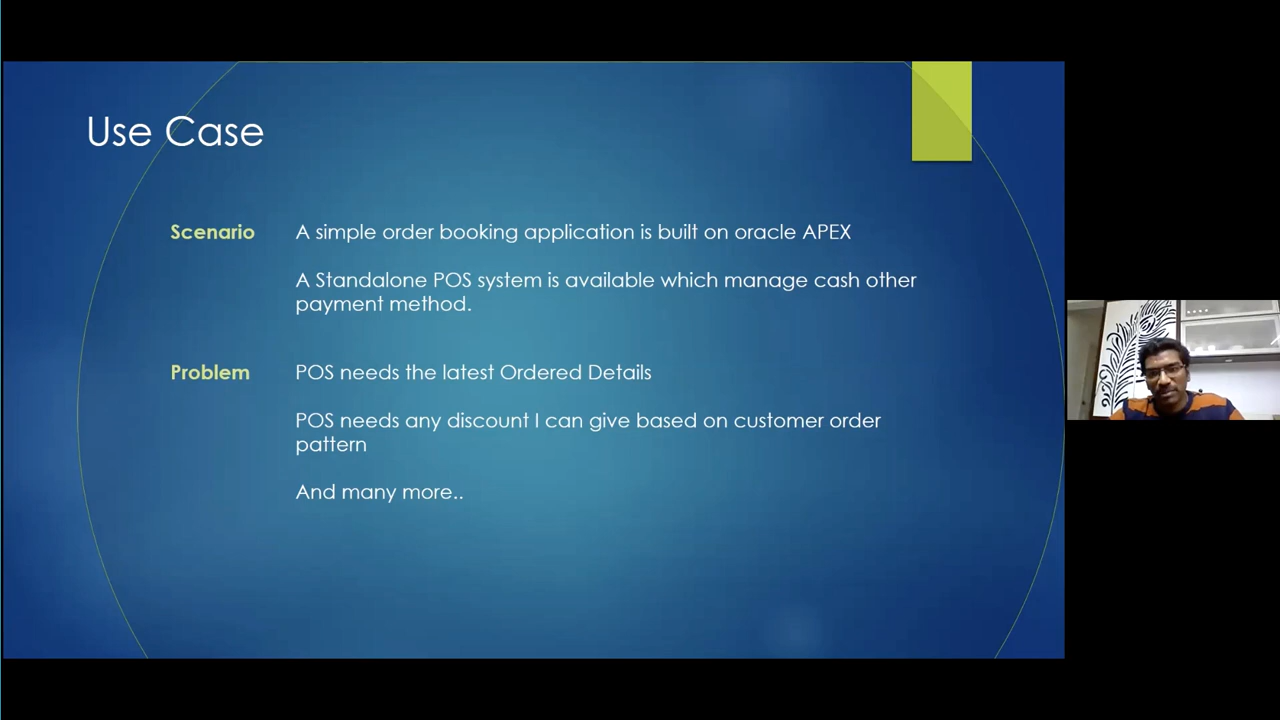 Use Case
Scenario A simple order booking application is built on oracle APEX
A Standalone POS system is available which manage cash other
payment method.
Problem POS needs the latest Ordered Details
POS needs any discount I can give based on customer order
pattern
And many more..